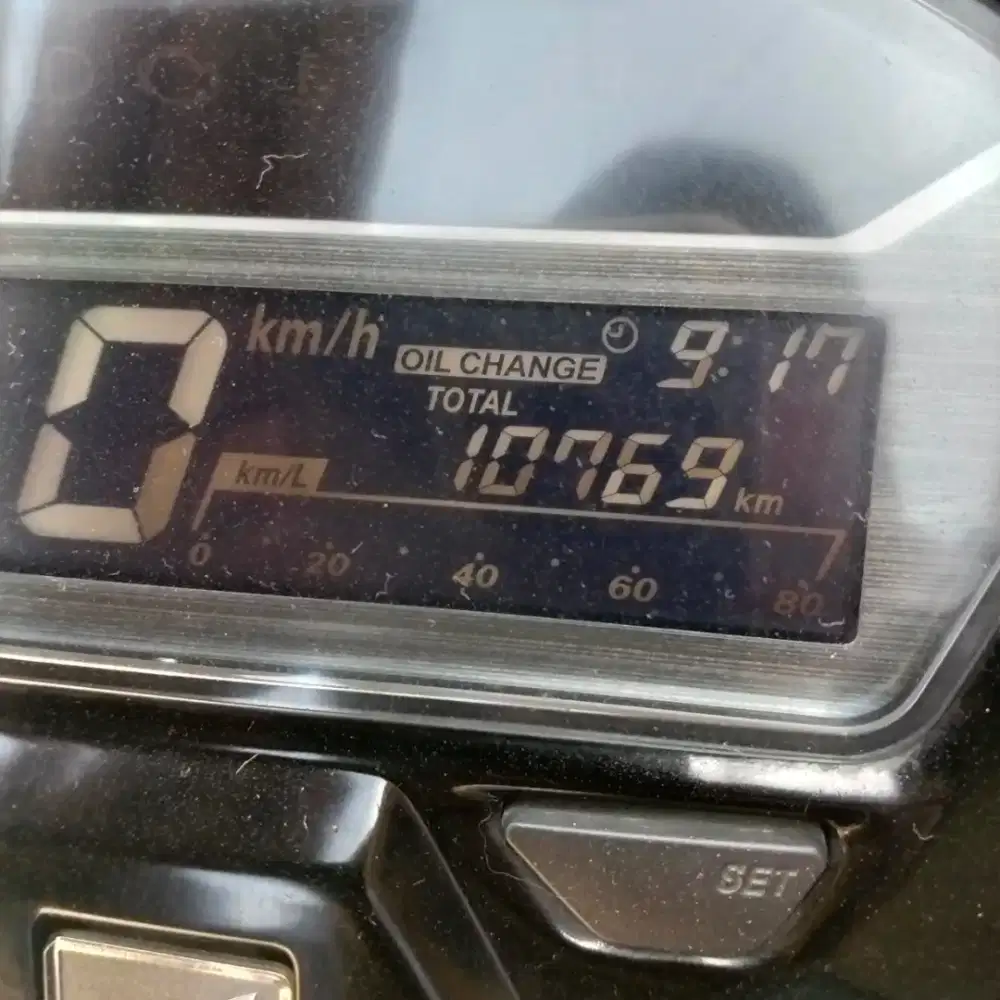 0 km/h
OIL CHANGE
9:17
TOTAL
10769 km
km/L
0 20 40 60 80
SET